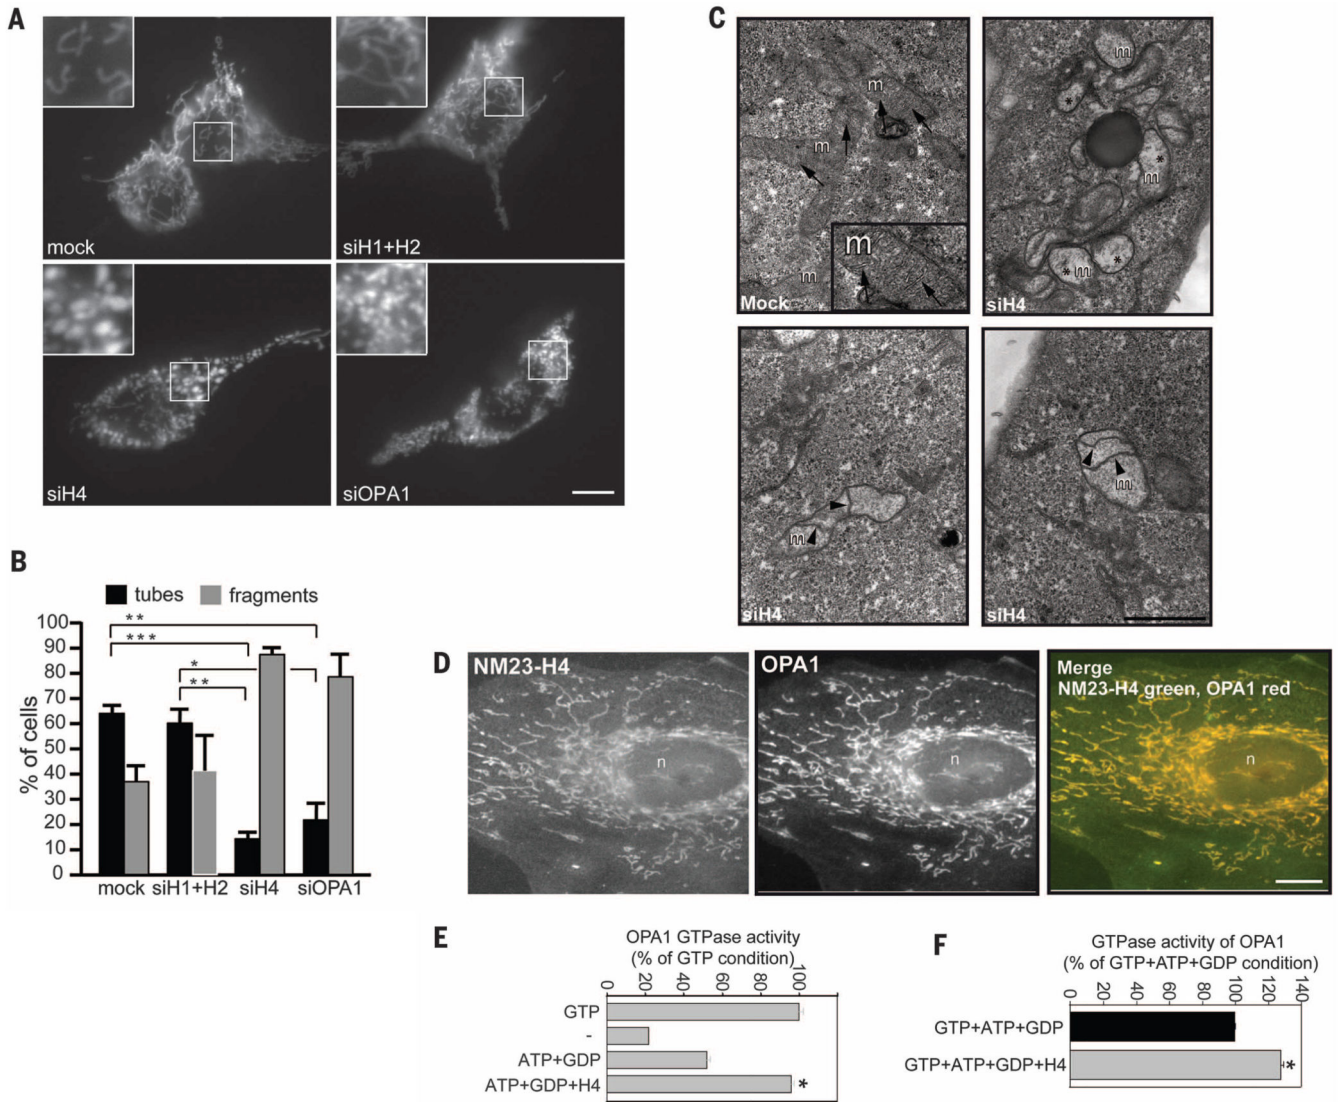 A
mock
siH1+H2
siH4
siOPA1
B
tubes
fragments
% of cells
100
90
80
70
60
50
40
30
20
10
0
**
***
*
**
mock siH1+H2 siH4 siOPA1
C
m
m
m
m
Mock
m
*
*
m
*
m
*
siH4
m
siH4
m
siH4
D
NM23-H4
n
OPA1
n
Merge
NM23-H4 green, OPA1 red
n
E
OPA1 GTPase activity
(% of GTP condition)
0 20 40 60 80 100
GTP
-
ATP+GDP
ATP+GDP+H4 *
F
GTPase activity of OPA1
(% of GTP+ATP+GDP condition)
0 20 40 60 80 100 120 140
GTP+ATP+GDP
GTP+ATP+GDP+H4 *